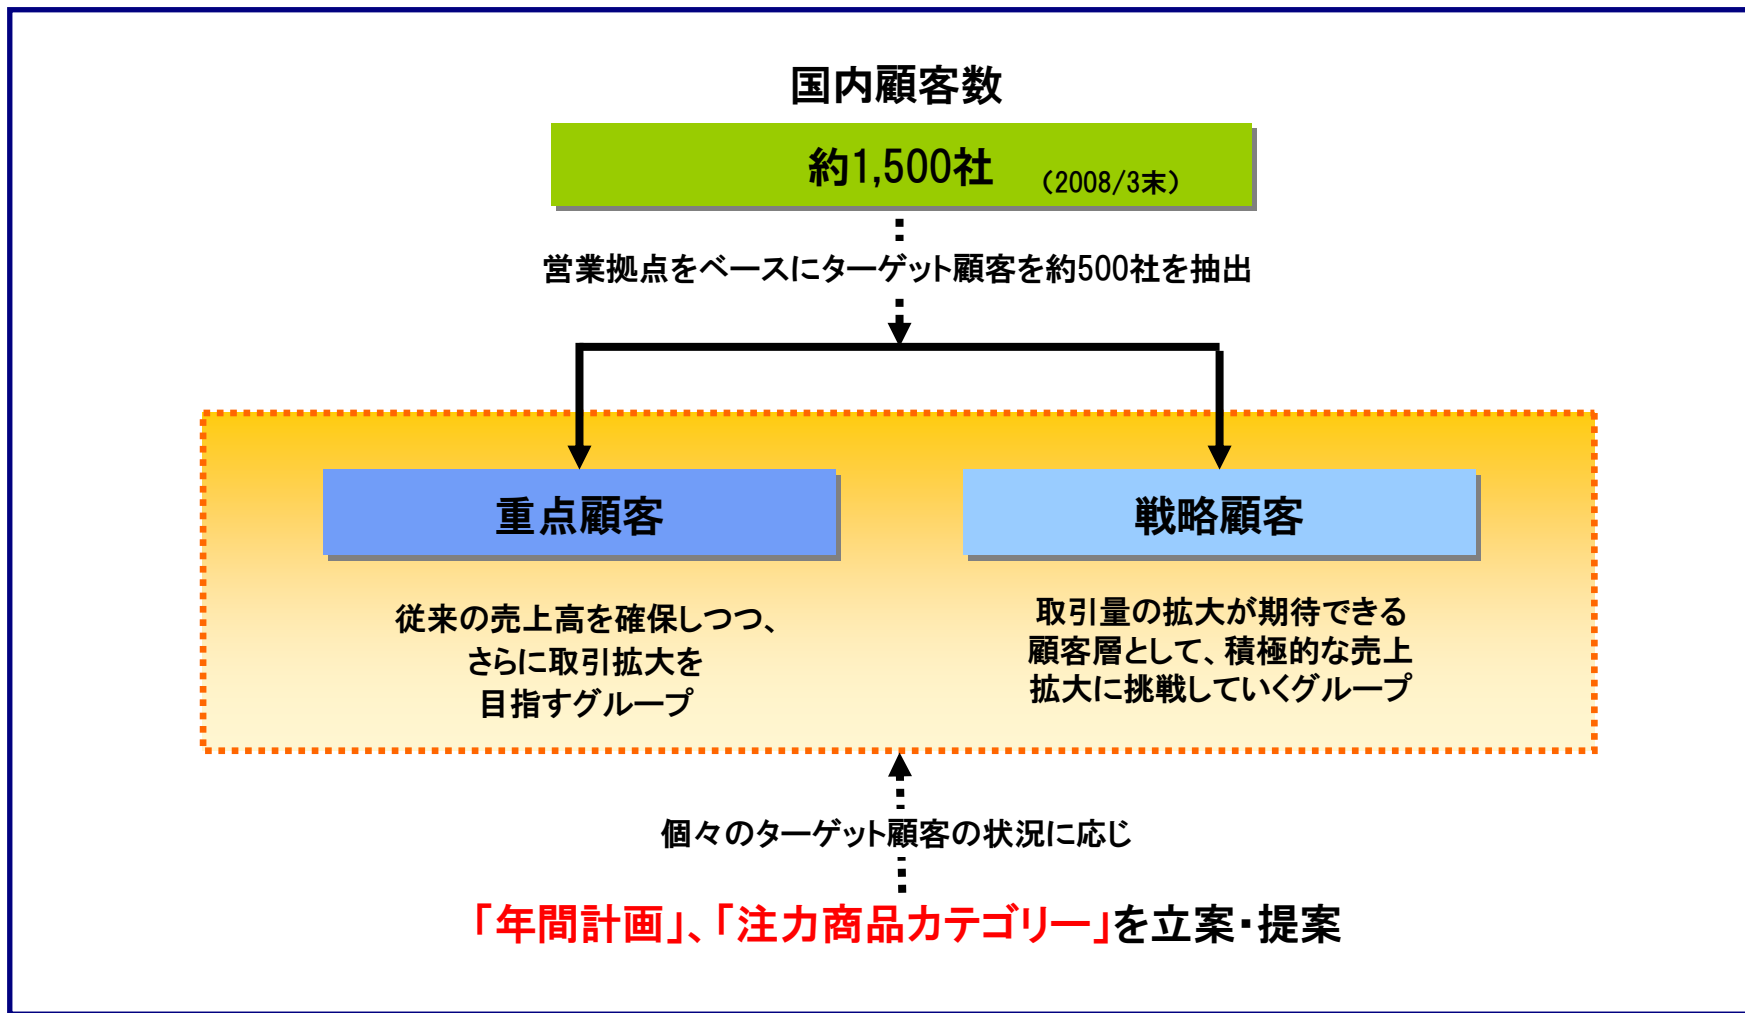 国内顧客数
約1,500社 （2008/3末）
営業拠点をベースにターゲット顧客を約500社を抽出
重点顧客
戦略顧客
従来の売上高を確保しつつ、
さらに取引拡大を
目指すグループ
取引量の拡大が期待できる
顧客層として、積極的な売上
拡大に挑戦していくグループ
個々のターゲット顧客の状況に応じ
「年間計画」、「注力商品カテゴリー」を立案・提案